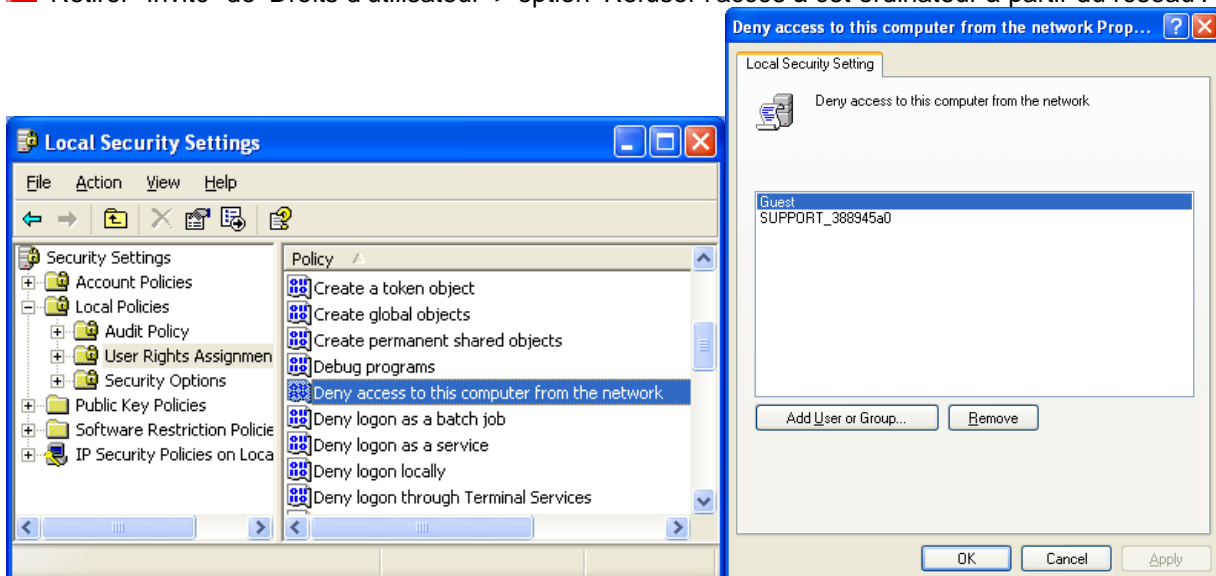 Retirer "Invité" de "Droits d'utilisateur"> option 'Refuser l'accès à cet ordinateur à partir du réseau'.
Local Security Settings
File Action View Help
Security Settings
Account Policies
Local Policies
Audit Policy
User Rights Assignmen
Security Options
Public Key Policies
Software Restriction Policie
IP Security Policies on Loca
Policy
Create a token object
Create global objects
Create permanent shared objects
Debug programs
Deny access to this computer from the network
Deny logon as a batch job
Deny logon as a service
Deny logon locally
Deny logon through Terminal Services
Deny access to this computer from the network Prop...
Local Security Setting
Deny access to this computer from the network
Guest
SUPPORT_388945a0
Add User or Group... Remove
OK Cancel Apply